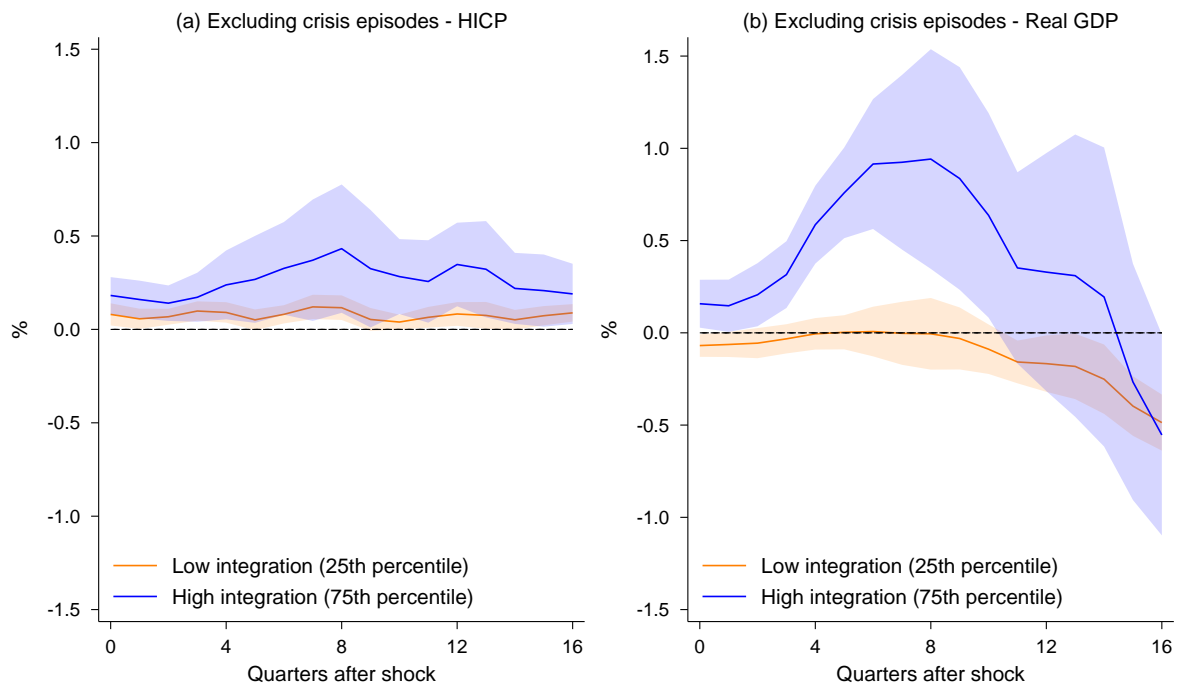 (a) Excluding crisis episodes - HICP
1.5
1.0
0.5
0.0
-0.5
-1.0
-1.5
%
Low integration (25th percentile)
High integration (75th percentile)
0 4 8 12 16
Quarters after shock
(b) Excluding crisis episodes - Real GDP
1.5
1.0
0.5
0.0
-0.5
-1.0
-1.5
%
Low integration (25th percentile)
High integration (75th percentile)
0 4 8 12 16
Quarters after shock